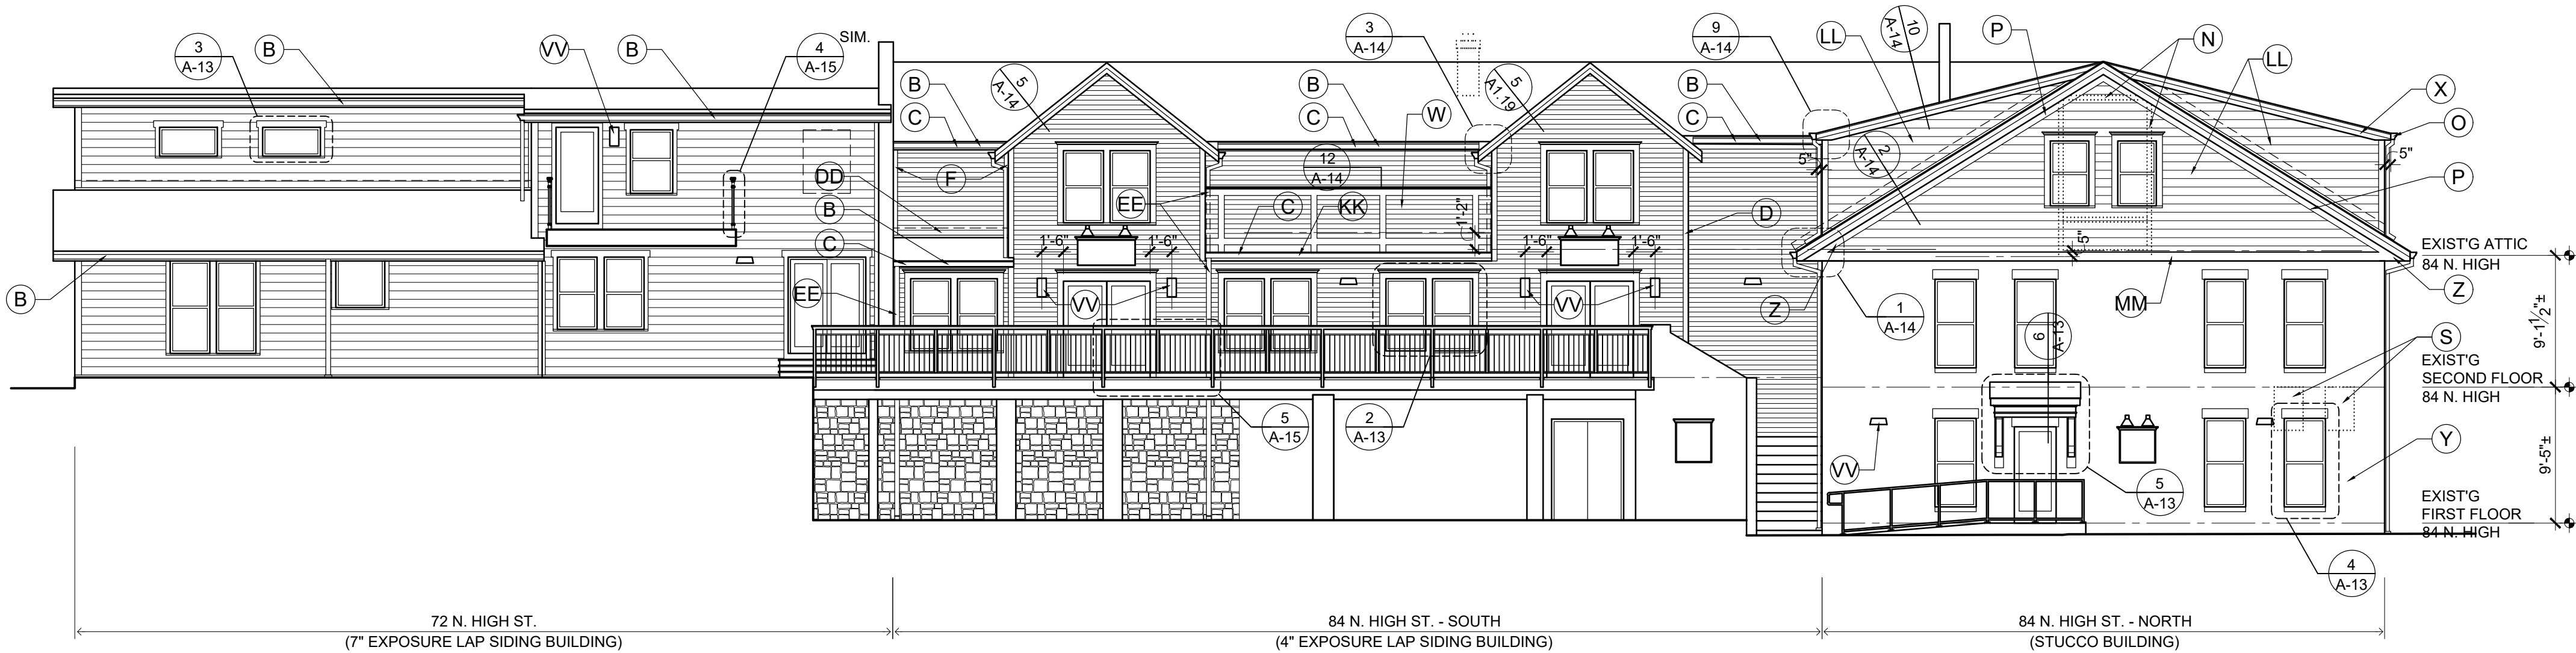 3
A-13
B
VV
B
4
A-15
SIM.
B
C
5
A-14
B
C
3
A-14
W
5
A1.19
B
C
9
A-14
LL
10
A-14
P
N
LL
X
O
5"
5"
12
A-14
2
A-14
DD
F
B
C
EE
C
KK
1'-2"
D
P
1'-6"
1'-6"
1'-6"
1'-6"
5"
EXIST'G ATTIC
84 N. HIGH
B
EE
VV
VV
Z
1
A-14
MM
Z
9'-1 1/2"±
6
A-13
S
EXIST'G
SECOND FLOOR
84 N. HIGH
5
A-15
2
A-13
VV
5
A-13
Y
9'-5"±
EXIST'G
FIRST FLOOR
84 N. HIGH
4
A-13
72 N. HIGH ST.
(7" EXPOSURE LAP SIDING BUILDING)
84 N. HIGH ST. - SOUTH
(4" EXPOSURE LAP SIDING BUILDING)
84 N. HIGH ST. - NORTH
(STUCCO BUILDING)